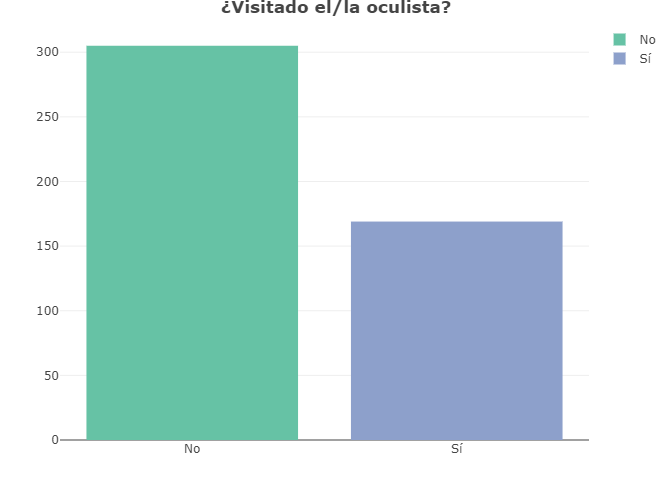 ¿Visitado el/la oculista?
No
Sí
300
250
200
150
100
50
0
No
Sí